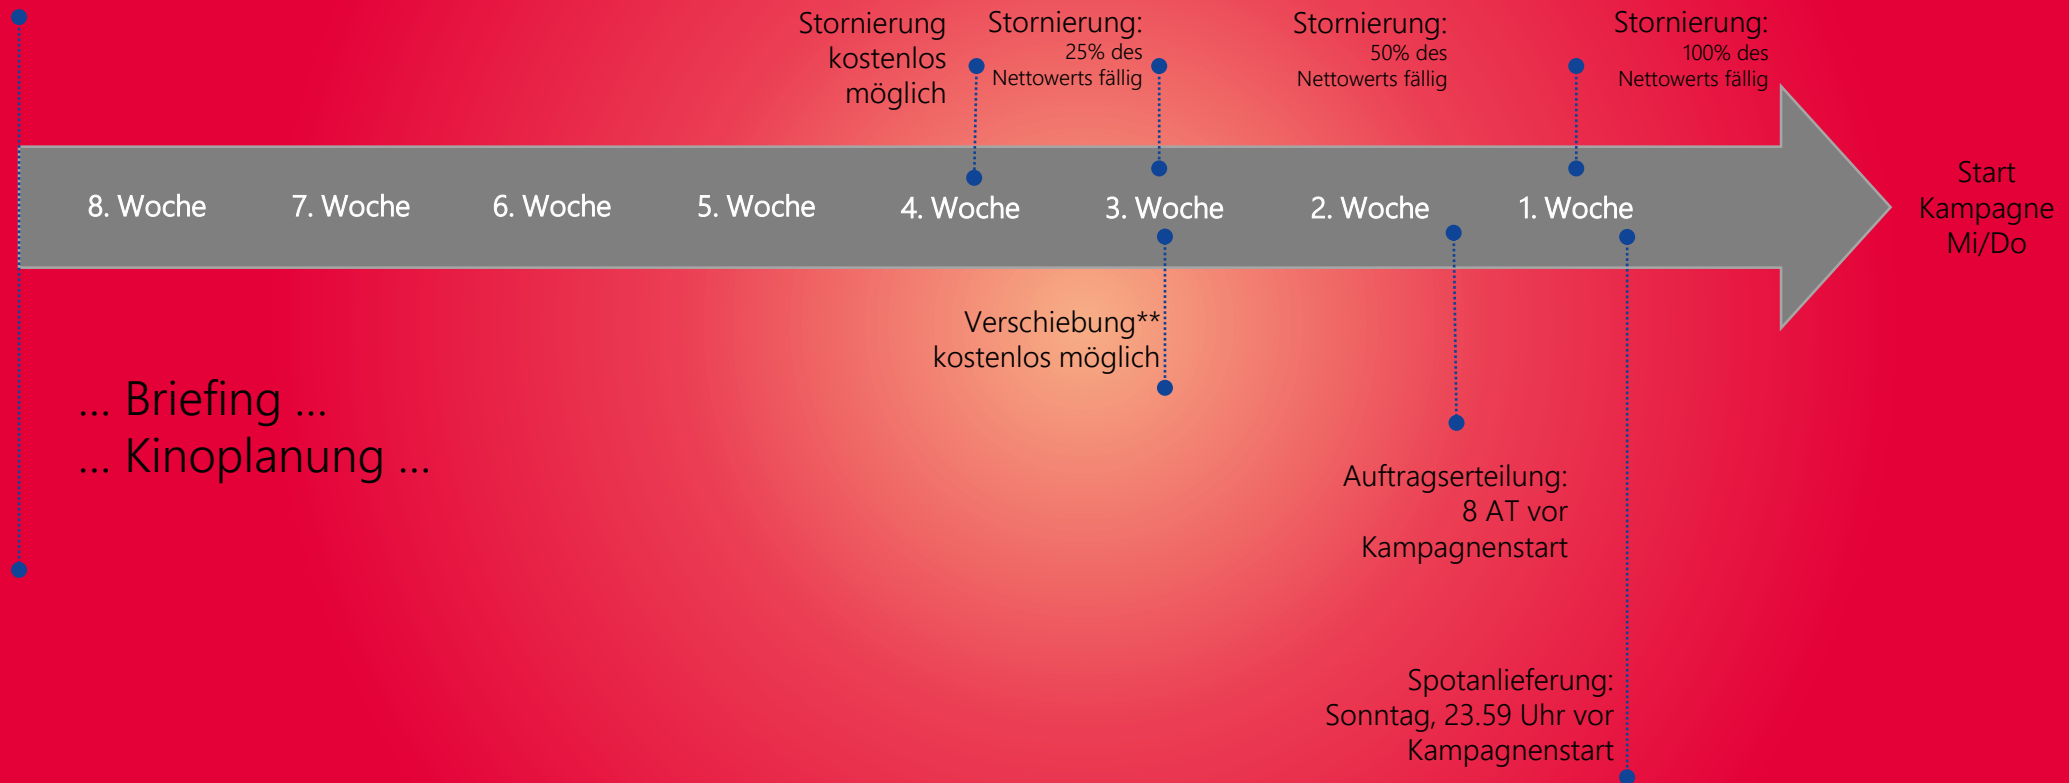 Stornierung
kostenlos
möglich
Stornierung:
25% des
Nettowerts fällig
Stornierung:
50% des
Nettowerts fällig
Stornierung:
100% des
Nettowerts fällig
8. Woche
7. Woche
6. Woche
5. Woche
4. Woche
3. Woche
2. Woche
1. Woche
Start
Kampagne
Mi/Do
Verschiebung**
kostenlos möglich
... Briefing ...
... Kinoplanung ...
Auftragserteilung:
8 AT vor
Kampagnenstart
Spotanlieferung:
Sonntag, 23.59 Uhr vor
Kampagnenstart